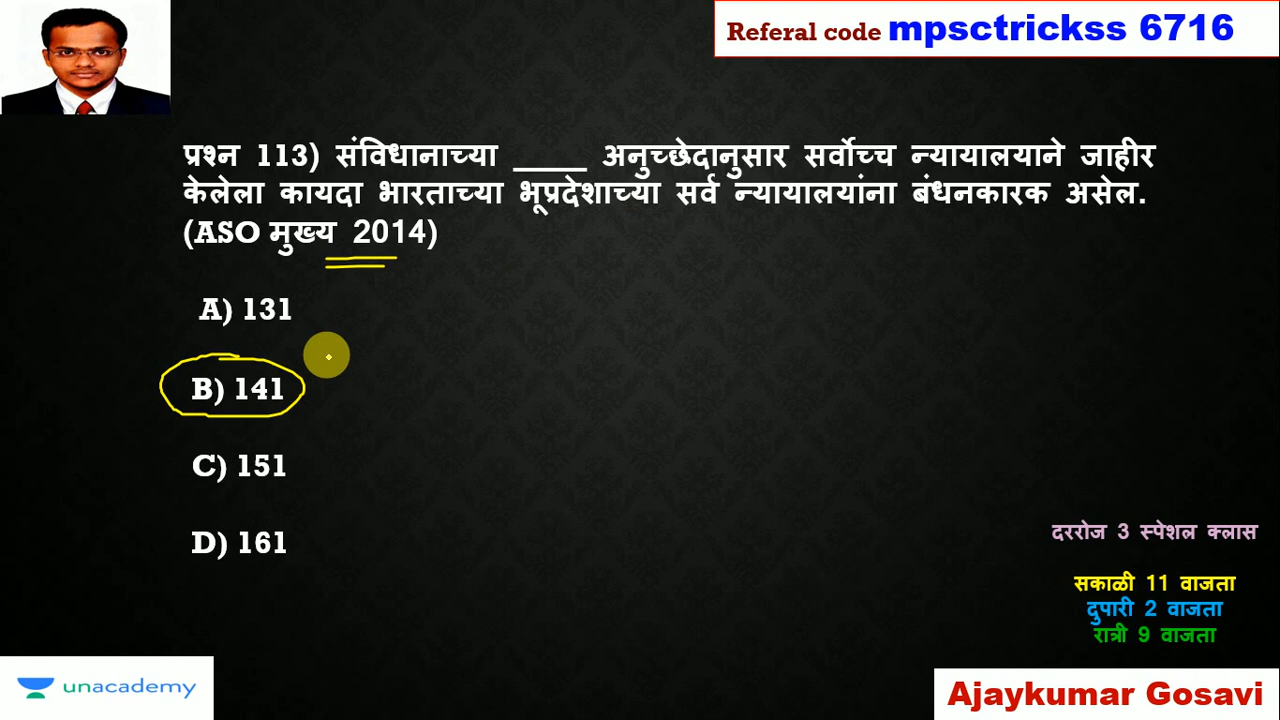 Referal code mpsctrickss 6716
प्रश्न 113) संविधानाच्या ____ अनुच्छेदानुसार सर्वोच्च न्यायालयाने जाहीर
केलेला कायदा भारताच्या भूप्रदेशाच्या सर्व न्यायालयांना बंधनकारक असेल.
(ASO मुख्य 2014)
A) 131
B) 141
C) 151
D) 161
दररोज 3 स्पेशल क्लास
सकाळी 11 वाजता
दुपारी 2 वाजता
रात्री 9 वाजता
unacademy
Ajaykumar Gosavi